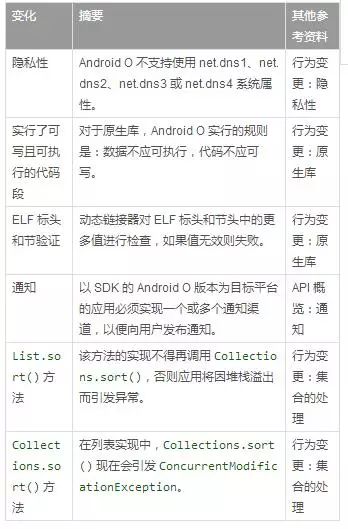 变化 摘要 其他参
考资料
隐私性 Android O 不支持使用 net.dns1、net. 行为变
dns2、net.dns3 或 net.dns4 系统属 更：隐
性。 私性
实行了可 对于原生库，Android O 实行的规则 行为变
写且可执 是：数据不应可执行，代码不应可 更：原
行的代码 写。 生库
段
ELF 标头 动态链接器对 ELF 标头和节头中的更 行为变
和节验证 多值进行检查，如果值无效则失败。 更：原
生库
通知 以 SDK 的 Android O 版本为目标平台 API 概
的应用必须实现一个或多个通知渠 览：通
道，以便向用户发布通知。 知
List.so 该方法的实现不得再调用 Collectio 行为变
rt() 方 ns.sort()，否则应用将因堆栈溢出 更：集
法 而引发异常。 合的处
理
Collect 在列表实现中，Collections.sort 行为变
ions.so () 现在会引发 ConcurrentModific 更：集
rt() 方 ationException。 合的处
法 理